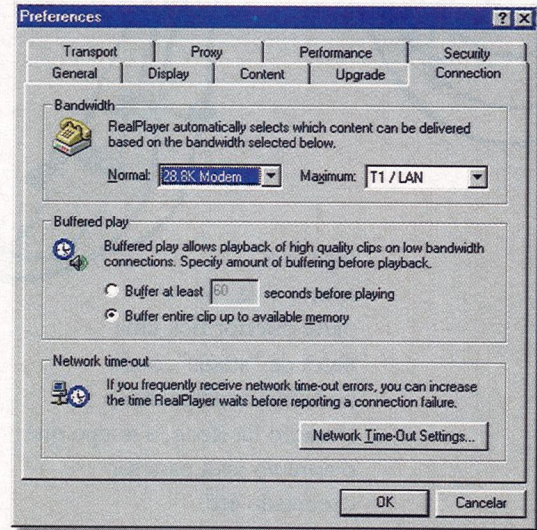 Preferences
Transport Proxy Performance Security
General Display Content Upgrade Connection
Bandwidth
RealPlayer automatically selects which content can be delivered
based on the bandwidth selected below.
Normal: 28.8K Modem Maximum: T1 / LAN
Buffered play
Buffered play allows playback of high quality clips on low bandwidth
connections. Specify amount of buffering before playback.
Buffer at least 60 seconds before playing
Buffer entire clip up to available memory
Network time-out
If you frequently receive network time-out errors, you can increase
the time RealPlayer waits before reporting a connection failure.
Network Time-Out Settings...
OK Cancelar